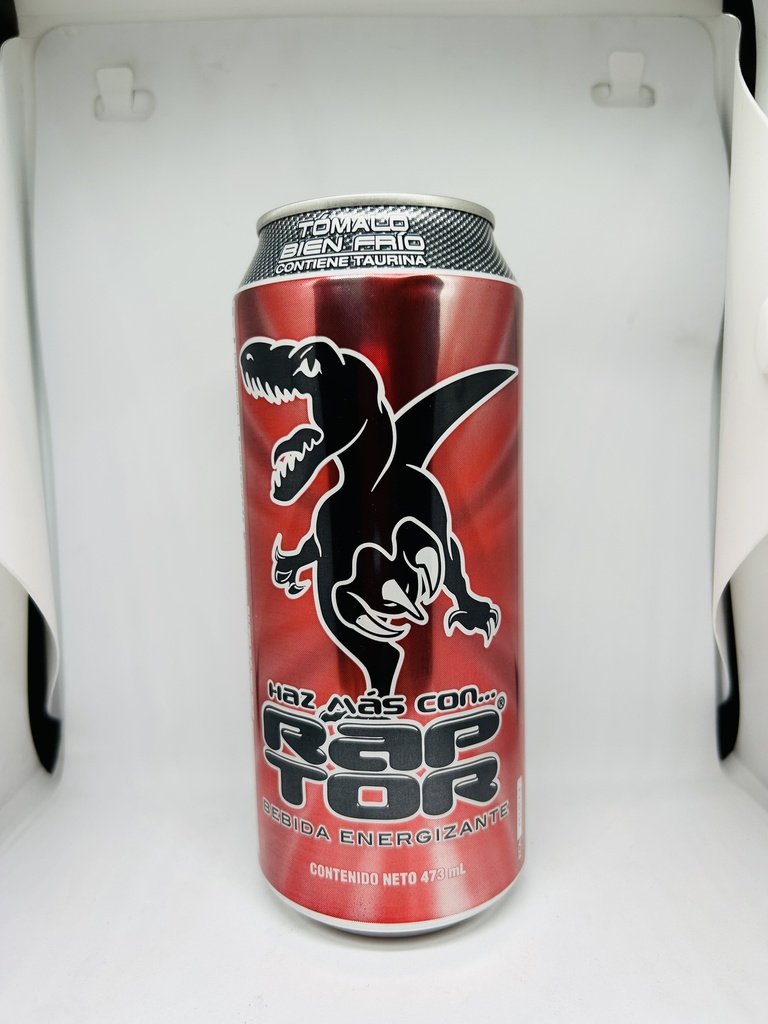 TÓMALO
BIEN FRÍO
CONTIENE TAURINA
Haz más con...
RAP®
TOR
BEBIDA ENERGIZANTE
CONTENIDO NETO 473 mL